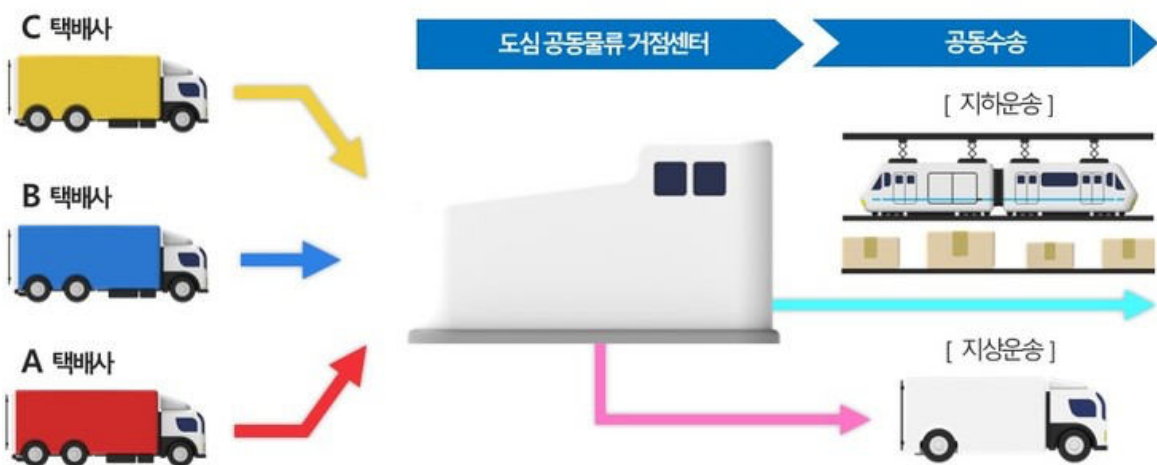 C 택배사
B 택배사
A 택배사
도심 공동물류 거점센터
공동수송
[ 지하운송 ]
[ 지상운송 ]